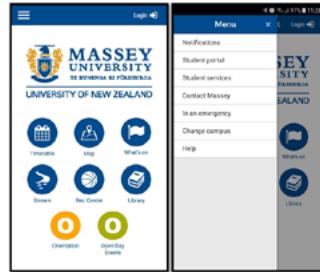 Login
MASSEY
UNIVERSITY
TE KUNENGA KI PŪREHUROA
UNIVERSITY OF NEW ZEALAND
Timetable
Map
What's on
Stream
Rec Centre
Library
Orientation
Open Day
Events
Menu
×
Login
Notifications
Student portal
Student services
Contact Massey
In an emergency
Change campus
Help
SEY
SITY
EALAND
What's on
Library